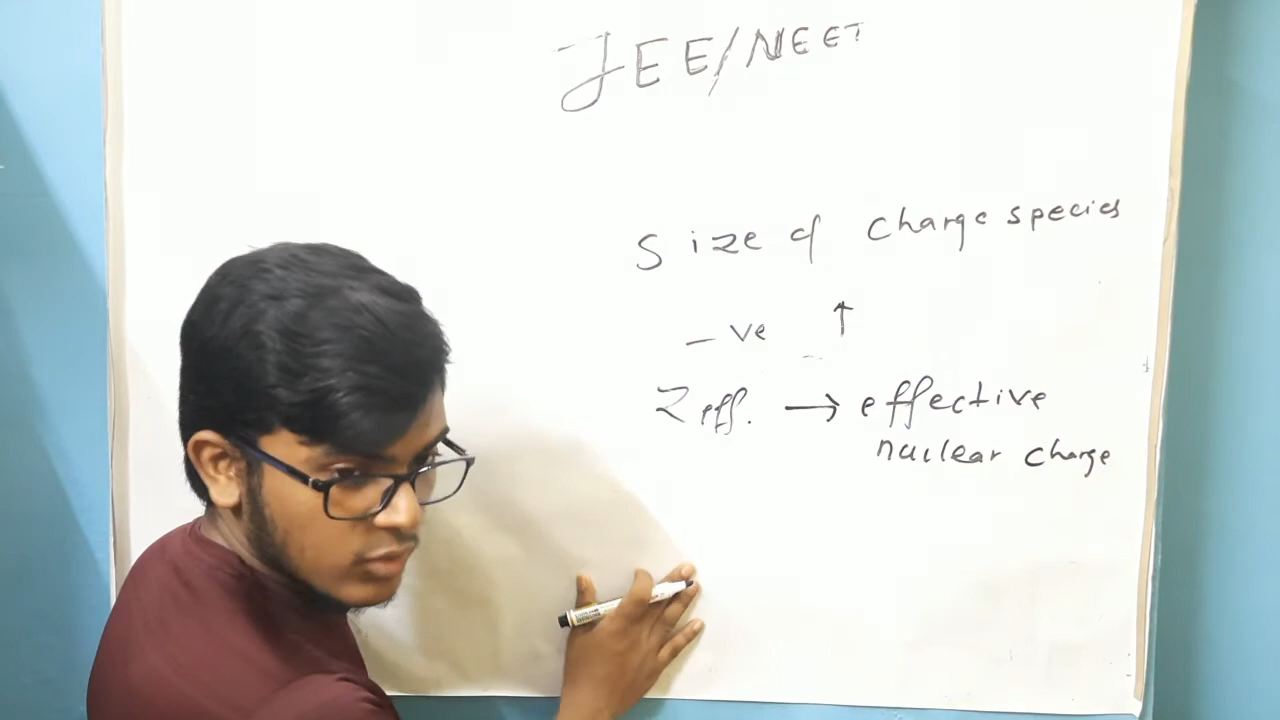 JEE/NEET
Size of Charge species
- ve ↑
Zeff. → effective
nuclear charge